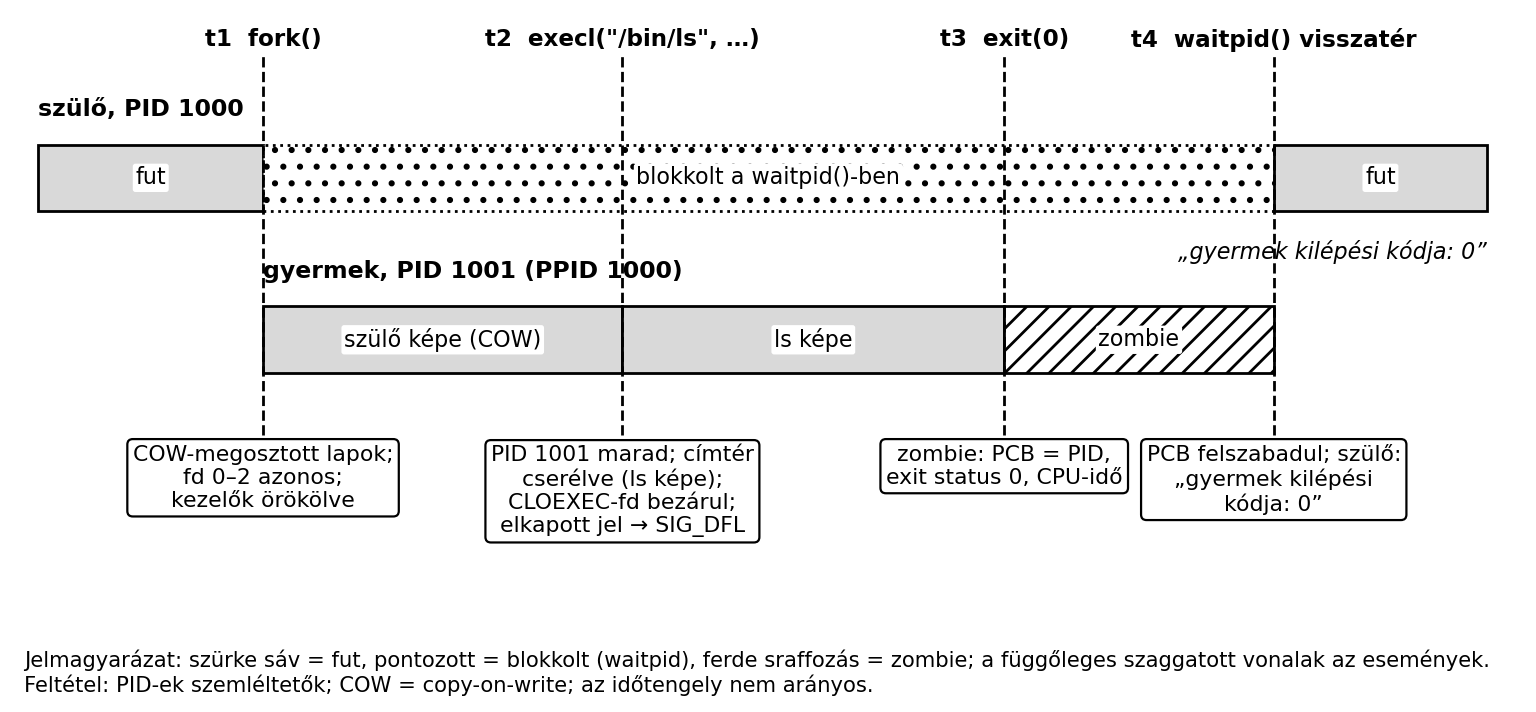 t1  fork()
t2  execl("/bin/ls", …)
t3  exit(0)
t4  waitpid() visszatér
szülő, PID 1000
fut
blokkolt a waitpid()-ben
fut
„gyermek kilépési kódja: 0”
gyermek, PID 1001 (PPID 1000)
szülő képe (COW)
ls képe
zombie
COW-megosztott lapok;
fd 0–2 azonos;
kezelők örökölve
PID 1001 marad; címtér
cserélve (ls képe);
CLOEXEC-fd bezárul;
elkapott jel → SIG_DFL
zombie: PCB = PID,
exit status 0, CPU-idő
PCB felszabadul; szülő:
„gyermek kilépési
kódja: 0”
Jelmagyarázat: szürke sáv = fut, pontozott = blokkolt (waitpid), ferde sraffozás = zombie; a függőleges szaggatott vonalak az események.
Feltétel: PID-ek szemléltetők; COW = copy-on-write; az időtengely nem arányos.